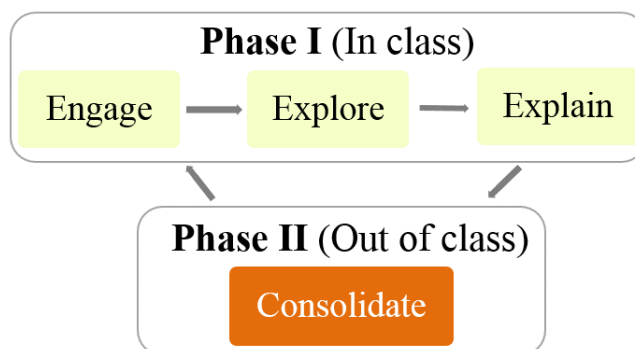 Phase I (In class)
Engage
Explore
Explain
Phase II (Out of class)
Consolidate